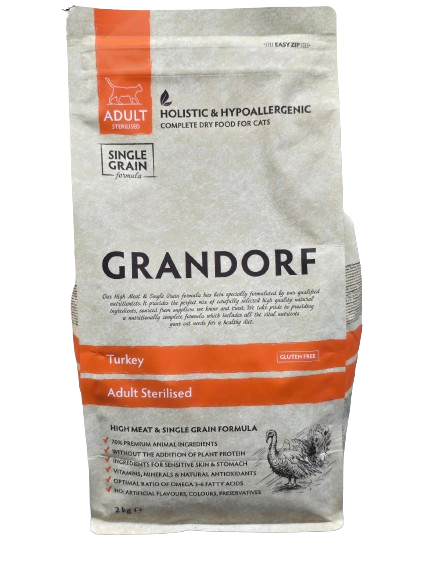 EASY ZIP
ADULT
STERILISED
HOLISTIC & HYPOALLERGENIC
COMPLETE DRY FOOD FOR CATS
SINGLE
GRAIN
formula
GRANDORF
Our High Meat & Single Grain formula has been specially formulated by our qualified
nutritionists. It provides the perfect mix of carefully selected high quality natural
ingredients, sourced from suppliers we know and trust. We take pride in providing
a nutritionally complete formula which includes all the vital nutrients
your cat needs for a healthy diet.
Turkey
GLUTEN FREE
Adult Sterilised
HIGH MEAT & SINGLE GRAIN FORMULA
70% PREMIUM ANIMAL INGREDIENTS
WITHOUT THE ADDITION OF PLANT PROTEIN
INGREDIENTS FOR SENSITIVE SKIN & STOMACH
VITAMINS, MINERALS & NATURAL ANTIOXIDANTS
OPTIMAL RATIO OF OMEGA 3-6 FATTY ACIDS
NO: ARTIFICIAL FLAVOURS, COLOURS, PRESERVATIVES
2 kg ℮